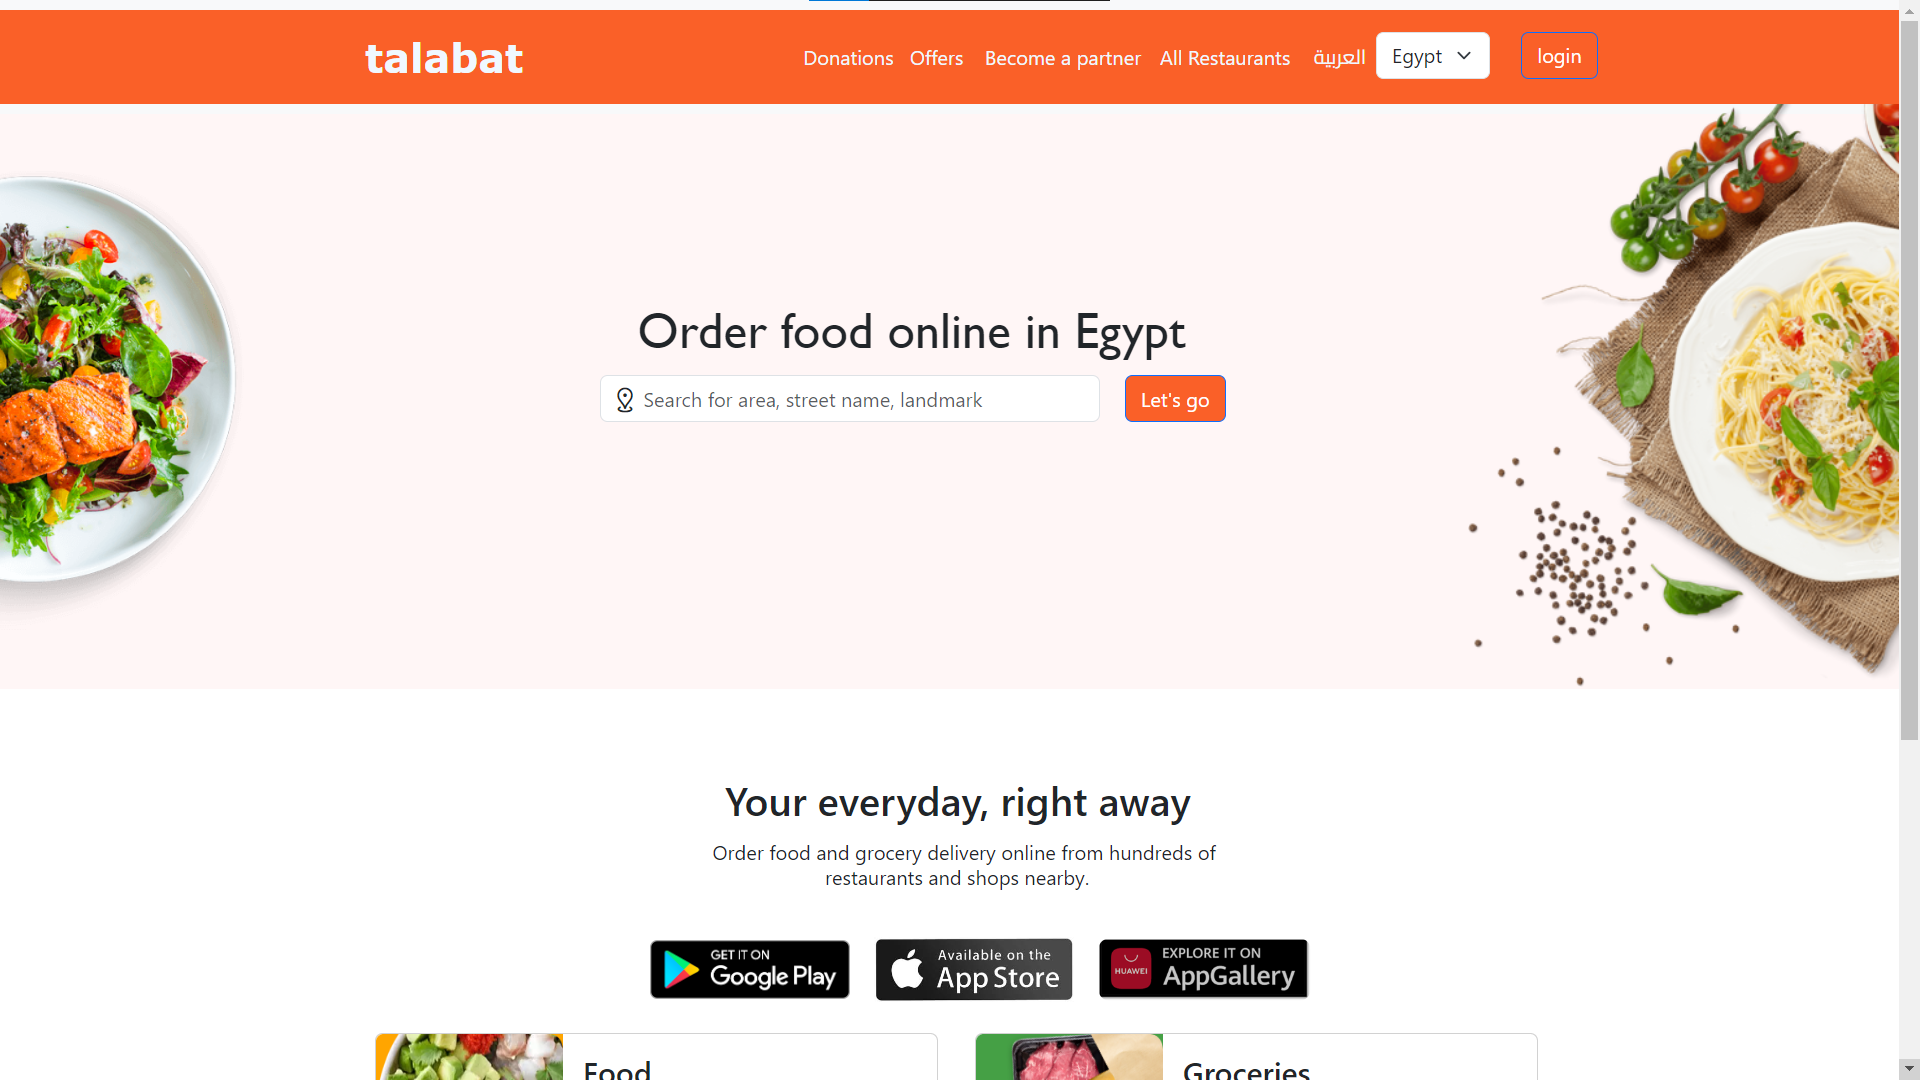 talabat
Donations
Offers
Become a partner
All Restaurants
العربية
Egypt
login
Order food online in Egypt
Search for area, street name, landmark
Let's go
Your everyday, right away
Order food and grocery delivery online from hundreds of
restaurants and shops nearby.
GET IT ON
Google Play
Available on the
App Store
HUAWEI
EXPLORE IT ON
AppGallery
Food
Groceries